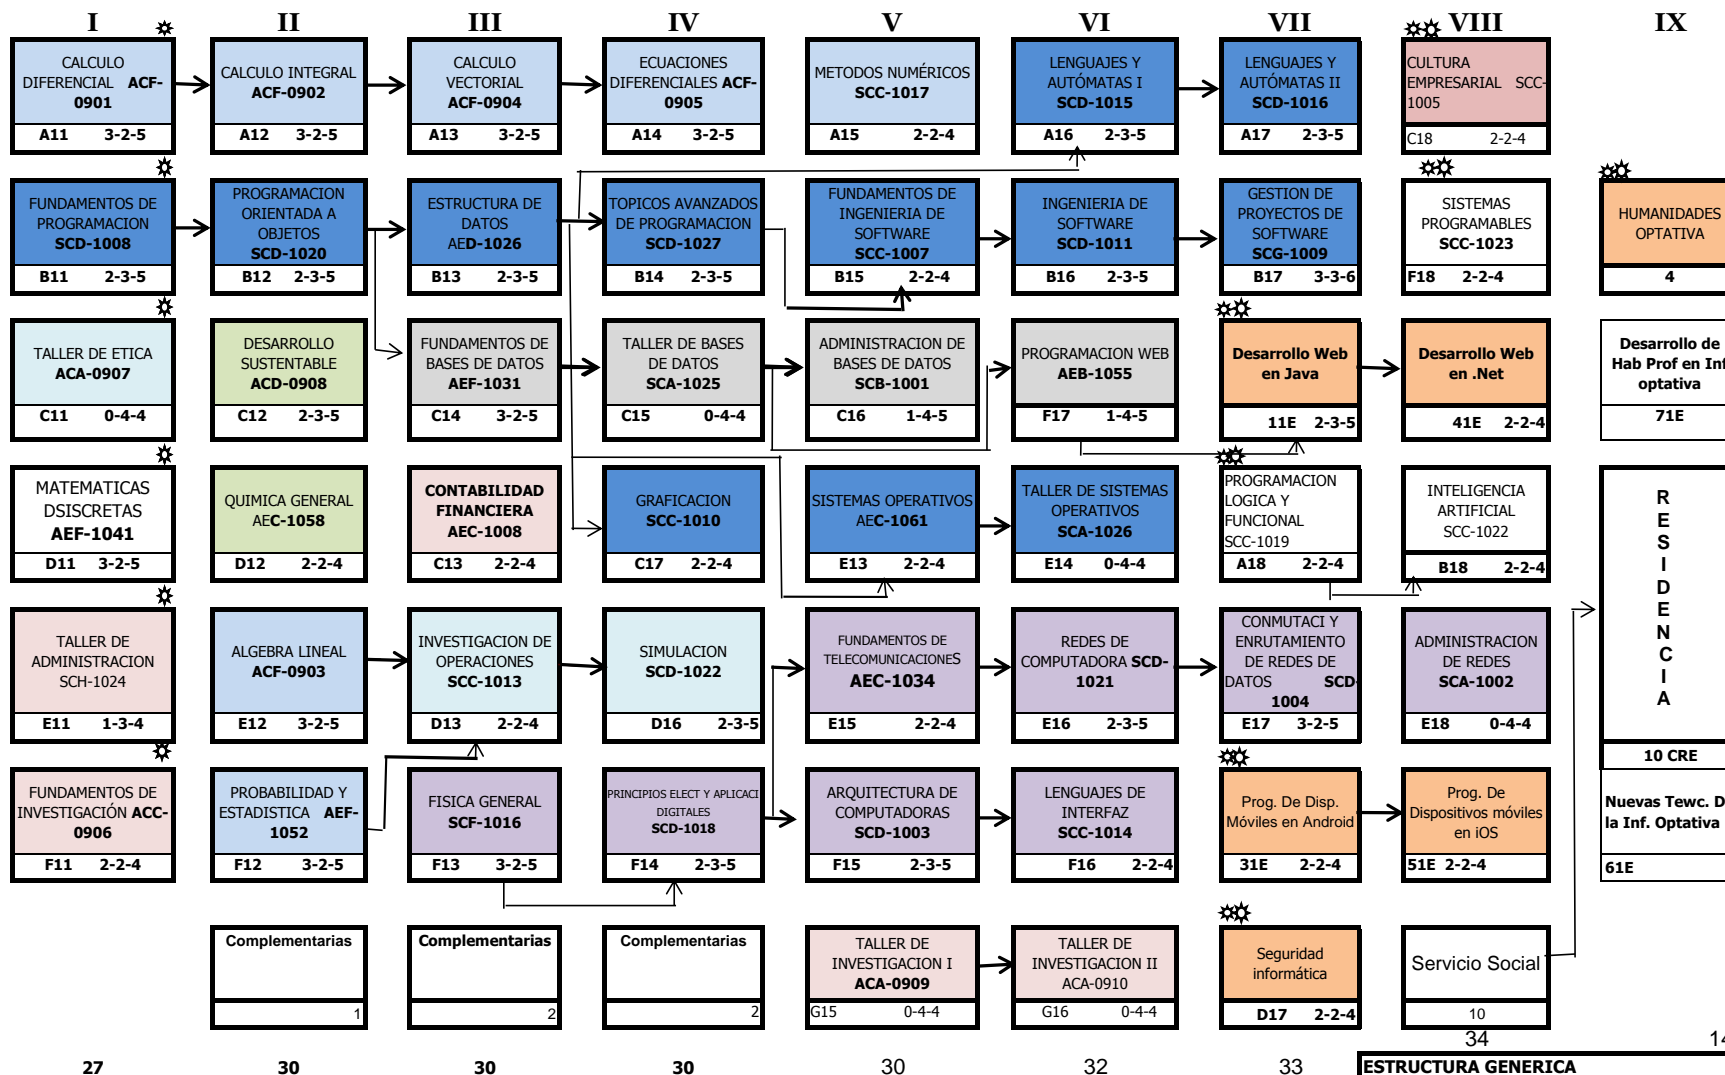 I II III IV V VI VII VIII IX
CALCULO
DIFERENCIAL ACF-
0901
A11 3-2-5
CALCULO INTEGRAL
ACF-0902
A12 3-2-5
CALCULO
VECTORIAL
ACF-0904
A13 3-2-5
ECUACIONES
DIFERENCIALES ACF-
0905
A14 3-2-5
METODOS NUMÉRICOS
SCC-1017
A15 2-2-4
LENGUAJES Y
AUTÓMATAS I
SCD-1015
A16 2-3-5
LENGUAJES Y
AUTÓMATAS II
SCD-1016
A17 2-3-5
CULTURA
EMPRESARIAL SCC-
1005
C18 2-2-4
FUNDAMENTOS DE
PROGRAMACION
SCD-1008
B11 2-3-5
PROGRAMACION
ORIENTADA A
OBJETOS
SCD-1020
B12 2-3-5
ESTRUCTURA DE
DATOS
AED-1026
B13 2-3-5
TOPICOS AVANZADOS
DE PROGRAMACION
SCD-1027
B14 2-3-5
FUNDAMENTOS DE
INGENIERIA DE
SOFTWARE
SCC-1007
B15 2-2-4
INGENIERIA DE
SOFTWARE
SCD-1011
B16 2-3-5
GESTION DE
PROYECTOS DE
SOFTWARE
SCG-1009
B17 3-3-6
SISTEMAS
PROGRAMABLES
SCC-1023
F18 2-2-4
HUMANIDADES
OPTATIVA
4
TALLER DE ETICA
ACA-0907
C11 0-4-4
DESARROLLO
SUSTENTABLE
ACD-0908
C12 2-3-5
FUNDAMENTOS DE
BASES DE DATOS
AEF-1031
C14 3-2-5
TALLER DE BASES
DE DATOS
SCA-1025
C15 0-4-4
ADMINISTRACION DE
BASES DE DATOS
SCB-1001
C16 1-4-5
PROGRAMACION WEB
AEB-1055
F17 1-4-5
Desarrollo Web
en Java
11E 2-3-5
Desarrollo Web
en .Net
41E 2-2-4
Desarrollo de
Hab Prof en Inf
optativa
71E
MATEMATICAS
DSISCRETAS
AEF-1041
D11 3-2-5
QUIMICA GENERAL
AEC-1058
D12 2-2-4
CONTABILIDAD
FINANCIERA
AEC-1008
C13 2-2-4
GRAFICACION
SCC-1010
C17 2-2-4
SISTEMAS OPERATIVOS
AEC-1061
E13 2-2-4
TALLER DE SISTEMAS
OPERATIVOS
SCA-1026
E14 0-4-4
PROGRAMACION
LOGICA Y
FUNCIONAL
SCC-1019
A18 2-2-4
INTELIGENCIA
ARTIFICIAL
SCC-1022
B18 2-2-4
R
E
S
I
D
E
N
C
I
A
10 CRE
TALLER DE
ADMINISTRACION
SCH-1024
E11 1-3-4
ALGEBRA LINEAL
ACF-0903
E12 3-2-5
INVESTIGACION DE
OPERACIONES
SCC-1013
D13 2-2-4
SIMULACION
SCD-1022
D16 2-3-5
FUNDAMENTOS DE
TELECOMUNICACIONES
AEC-1034
E15 2-2-4
REDES DE
COMPUTADORA SCD-
1021
E16 2-3-5
CONMUTACI Y
ENRUTAMIENTO
DE REDES DE
DATOS SCD-
1004
E17 3-2-5
ADMINISTRACION
DE REDES
SCA-1002
E18 0-4-4
FUNDAMENTOS DE
INVESTIGACIÓN ACC-
0906
F11 2-2-4
PROBABILIDAD Y
ESTADISTICA AEF-
1052
F12 3-2-5
FISICA GENERAL
SCF-1016
F13 3-2-5
PRINCIPIOS ELECT Y APLICACI
DIGITALES
SCD-1018
F14 2-3-5
ARQUITECTURA DE
COMPUTADORAS
SCD-1003
F15 2-3-5
LENGUAJES DE
INTERFAZ
SCC-1014
F16 2-2-4
Prog. De Disp.
Móviles en Android
31E 2-2-4
Prog. De
Dispositivos móviles
en iOS
51E 2-2-4
Nuevas Tewc. D
la Inf. Optativa
61E
Complementarias
1
Complementarias
2
Complementarias
2
TALLER DE
INVESTIGACION I
ACA-0909
G15 0-4-4
TALLER DE
INVESTIGACION II
ACA-0910
G16 0-4-4
Seguridad
informática
D17 2-2-4
Servicio Social
10
34 14
27 30 30 30 30 32 33
ESTRUCTURA GENERICA